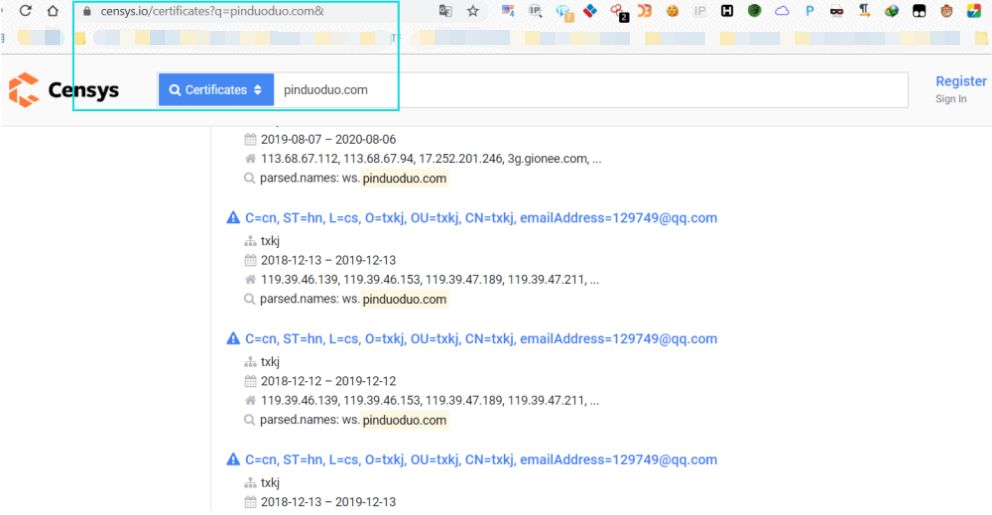 censys.io/certificates?q=pinduoduo.com&
Censys
Certificates
pinduoduo.com
Register
Sign In
2019-08-07 – 2020-08-06
113.68.67.112, 113.68.67.94, 17.252.201.246, 3g.gionee.com, ...
parsed.names: ws.pinduoduo.com
C=cn, ST=hn, L=cs, O=txkj, OU=txkj, CN=txkj, emailAddress=129749@qq.com
txkj
2018-12-13 – 2019-12-13
119.39.46.139, 119.39.46.153, 119.39.47.189, 119.39.47.211, ...
parsed.names: ws.pinduoduo.com
C=cn, ST=hn, L=cs, O=txkj, OU=txkj, CN=txkj, emailAddress=129749@qq.com
txkj
2018-12-12 – 2019-12-12
119.39.46.139, 119.39.46.153, 119.39.47.189, 119.39.47.211, ...
parsed.names: ws.pinduoduo.com
C=cn, ST=hn, L=cs, O=txkj, OU=txkj, CN=txkj, emailAddress=129749@qq.com
txkj
2018-12-13 – 2019-12-13